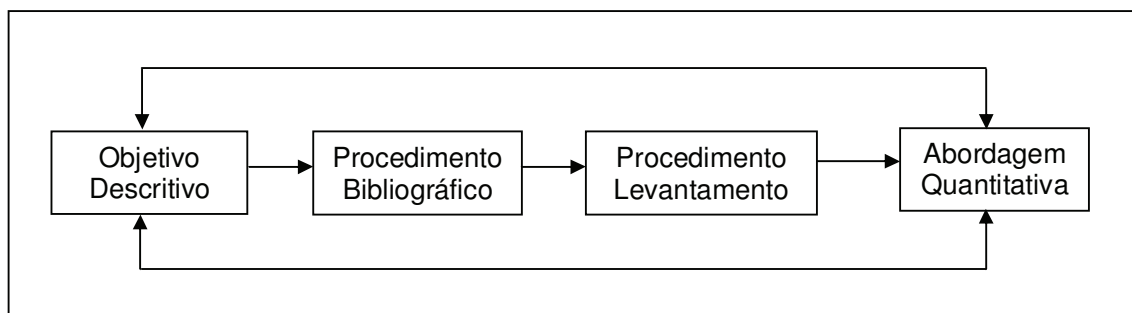 Objetivo
Descritivo
Procedimento
Bibliográfico
Procedimento
Levantamento
Abordagem
Quantitativa